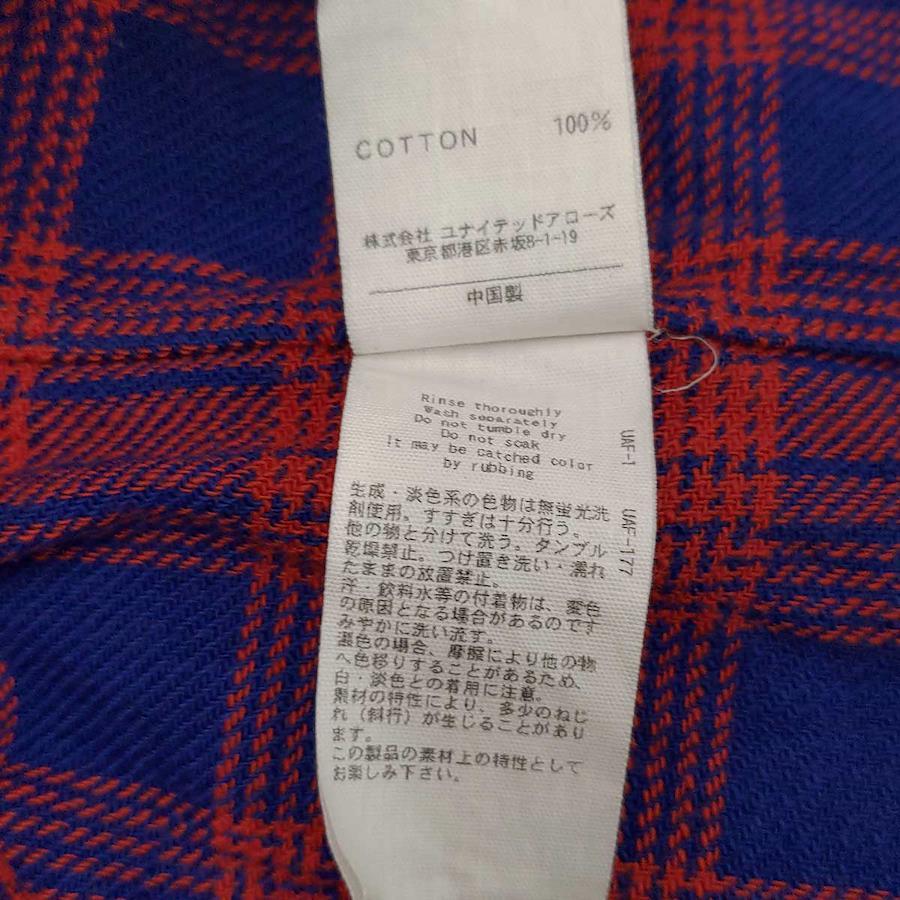 COTTON 100%
株式会社 ユナイテッドアローズ
東京都港区赤坂8-1-19
中国製
Rinse thoroughly
Wash separately
Do not tumble dry
Do not soak
It may be catched color
by rubbing
UAF-1 UAF-177
生成・淡色系の色物は無蛍光洗
剤使用。すすぎは十分行う。
他の物と分けて洗う。タンブル
乾燥禁止。つけ置き洗い・濡れ
たままの放置禁止。
汗、飲料水等の付着物は、変色
の原因となる場合があるのです
みやかに洗い流す。
濃色の場合、摩擦により他の物
へ色移りすることがあるため、
白・淡色との着用に注意。
素材の特性により、多少のねじ
れ（斜行）が生じることがあり
ます。
この製品の素材上の特性として
お楽しみ下さい。